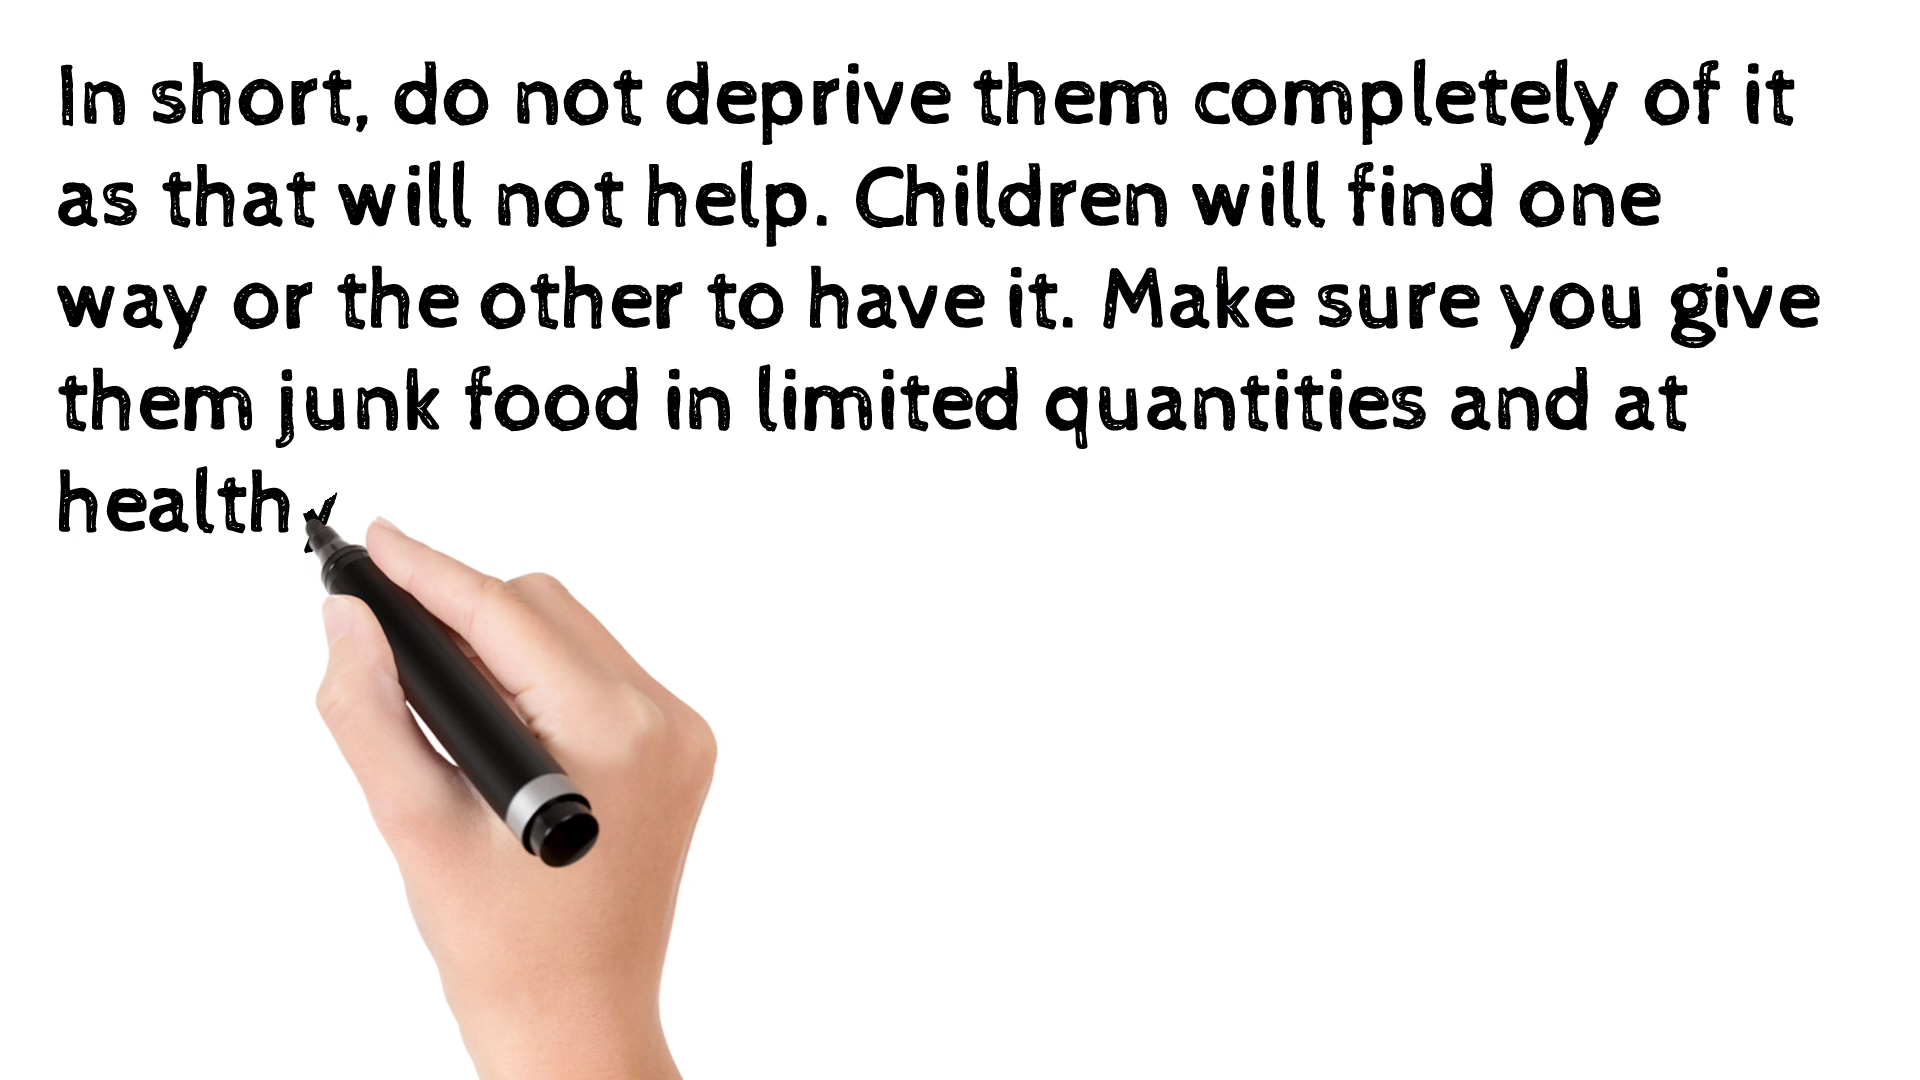 In short, do not deprive them completely of it
as that will not help. Children will find one
way or the other to have it. Make sure you give
them junk food in limited quantities and at
healthy